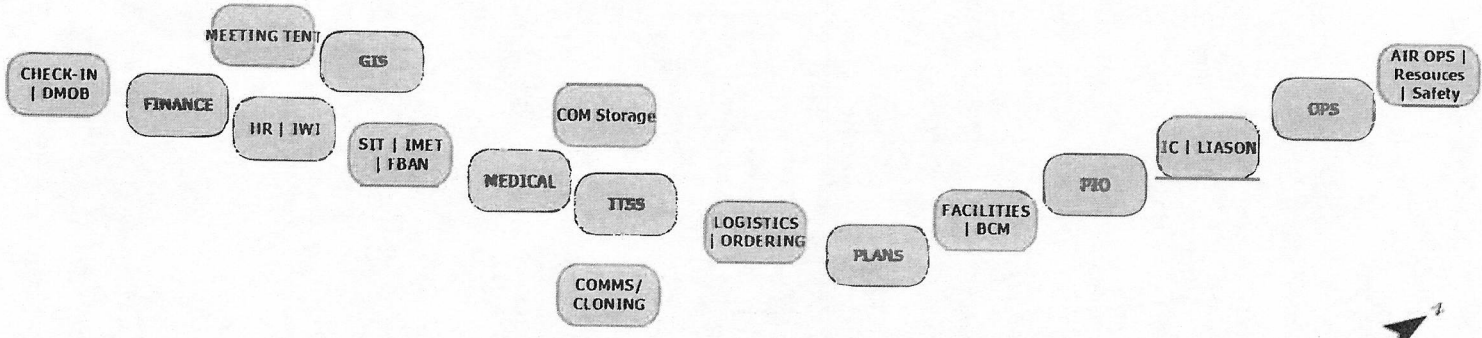 MEETING TENT
GIS
CHECK-IN
| DMOB
FINANCE
HR | IWI
SIT | IMET
| FBAN
MEDICAL
COM Storage
ITSS
COMMS/
CLONING
LOGISTICS
| ORDERING
PLANS
FACILITIES
| BCM
PIO
IC | LIASON
OPS
AIR OPS |
Resouces
| Safety
N